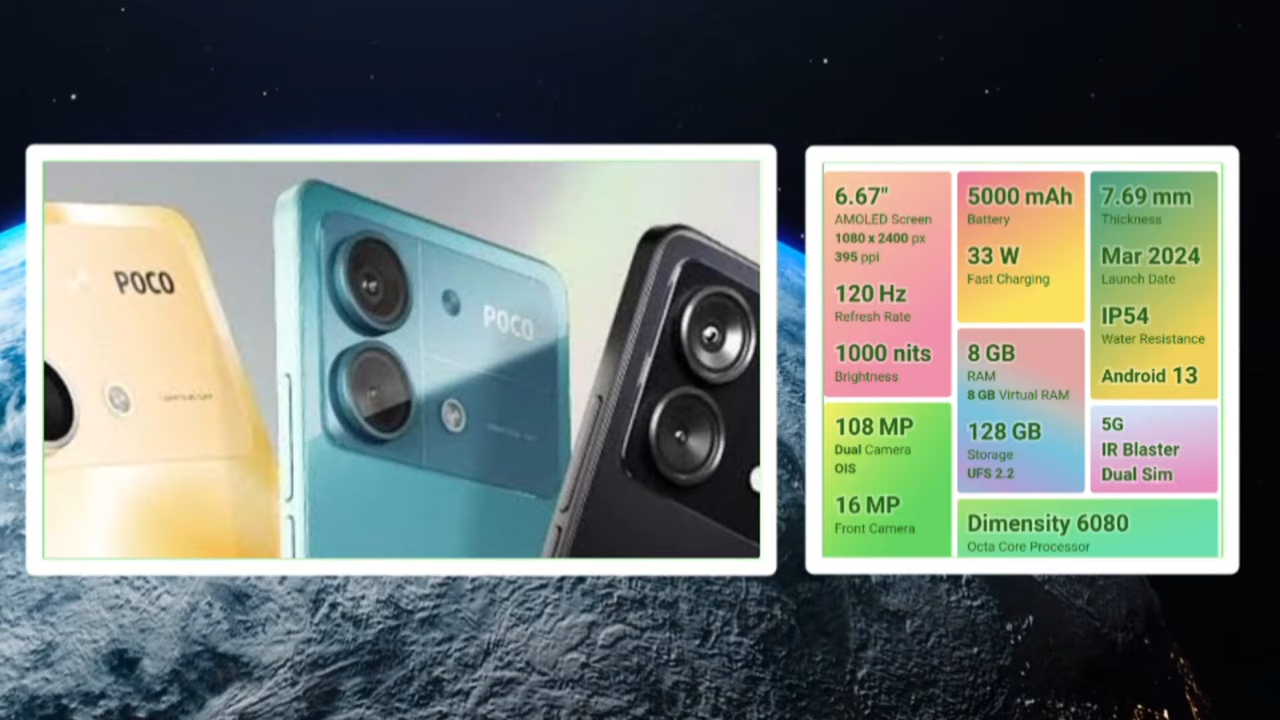 POCO
POCO
6.67"
AMOLED Screen
1080 x 2400 px
395 ppi
120 Hz
Refresh Rate
1000 nits
Brightness
108 MP
Dual Camera
OIS
16 MP
Front Camera
5000 mAh
Battery
33 W
Fast Charging
8 GB
RAM
8 GB Virtual RAM
128 GB
Storage
UFS 2.2
7.69 mm
Thickness
Mar 2024
Launch Date
IP54
Water Resistance
Android 13
5G
IR Blaster
Dual Sim
Dimensity 6080
Octa Core Processor